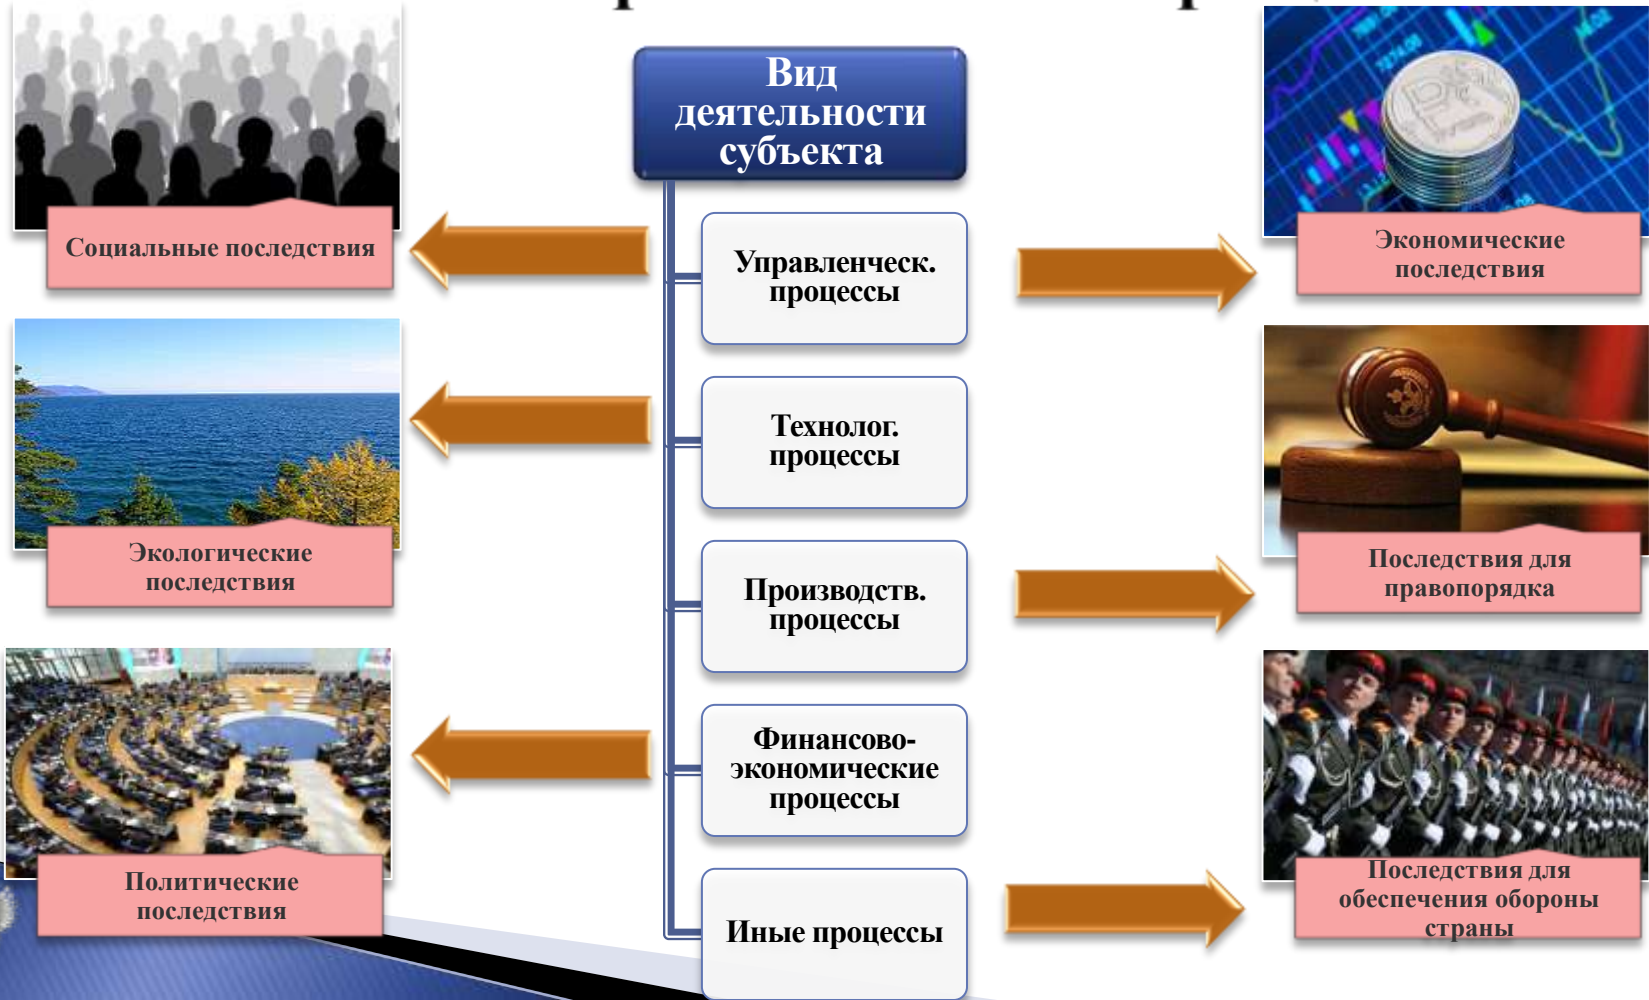 Вид
деятельности
субъекта
Социальные последствия
Управленческ.
процессы
Экономические
последствия
Экологические
последствия
Технолог.
процессы
Последствия для
правопорядка
Производств.
процессы
Политические
последствия
Финансово-
экономические
процессы
Последствия для
обеспечения обороны
страны
Иные процессы